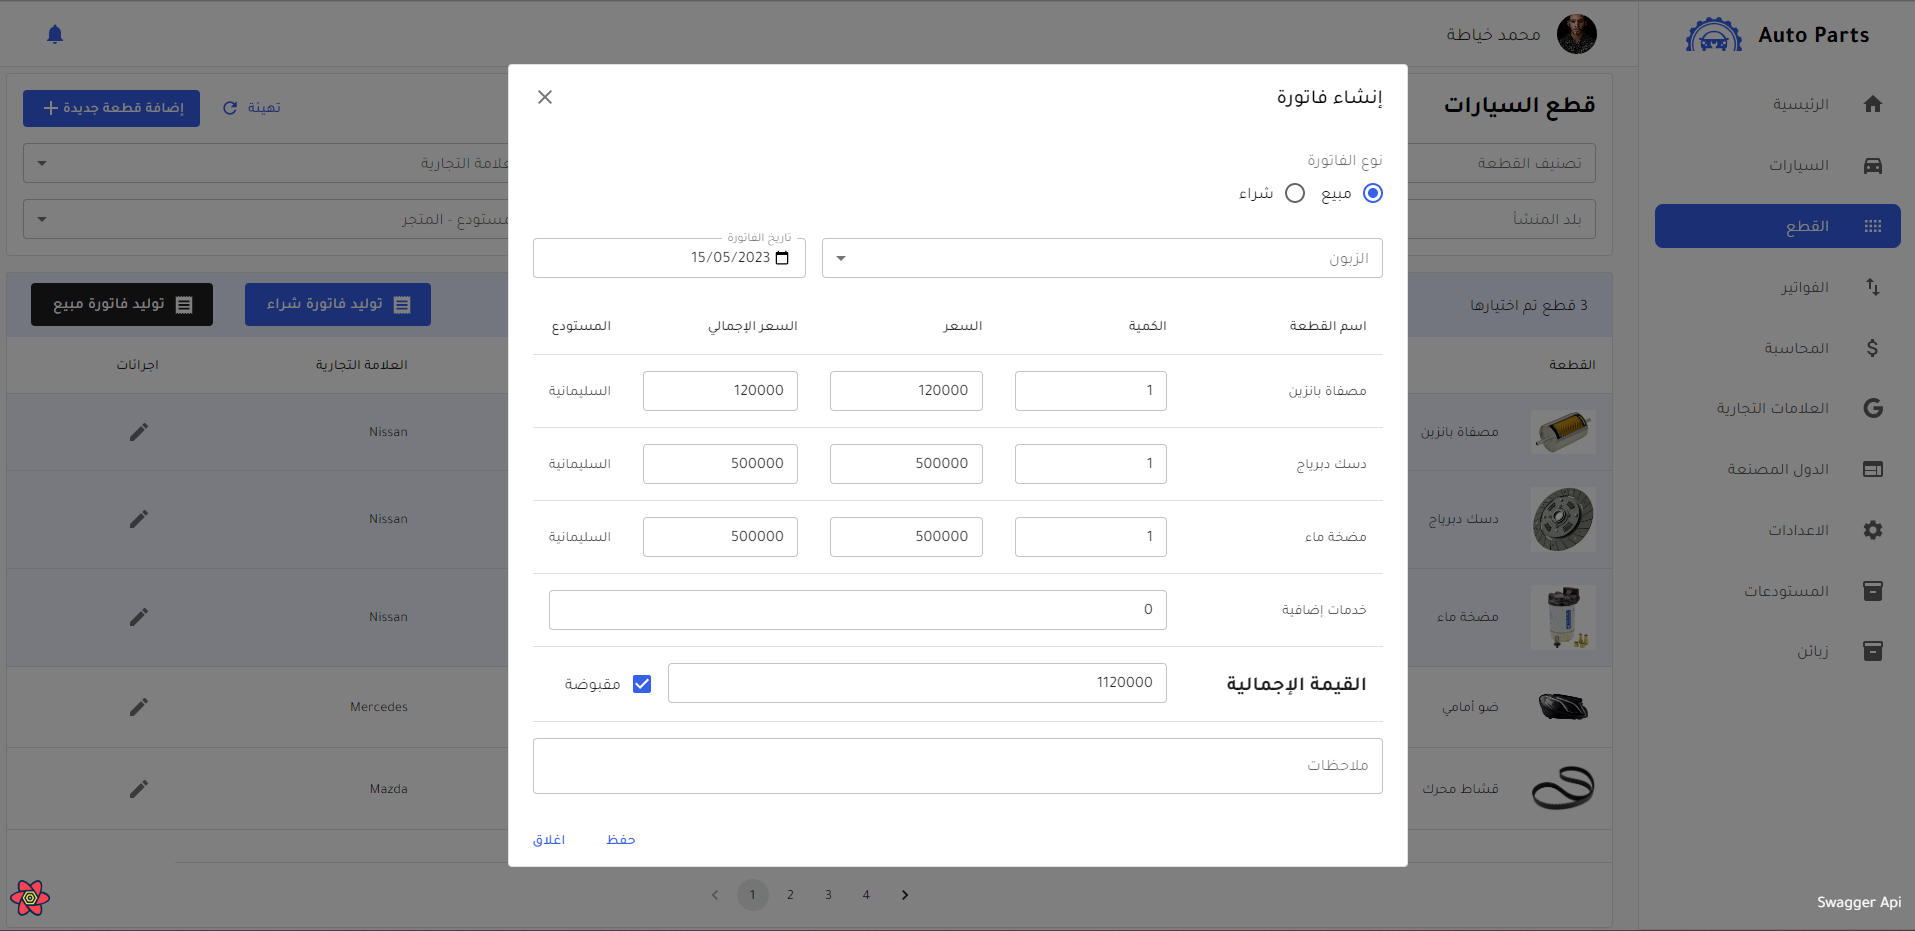 Auto Parts
محمد خياطة
الرئيسية
السيارات
القطع
الفواتير
المحاسبة
العلامات التجارية
الدول المصنعة
الاعدادات
المستودعات
زبائن
Swagger Api
قطع السيارات
تهيئة
إضافة قطعة جديدة
تصنيف القطعة
علامة التجارية
بلد المنشأ
مستودع - المتجر
3 قطع تم اختيارها
توليد فاتورة شراء
توليد فاتورة مبيع
القطعة
العلامة التجارية
اجرائات
مصفاة بانزين
Nissan
دسك دبرياج
Nissan
مضخة ماء
Nissan
ضو أمامي
Mercedes
قشاط محرك
Mazda
1 2 3 4
إنشاء فاتورة
نوع الفاتورة
مبيع
شراء
الزبون
تاريخ الفاتورة
15/05/2023
اسم القطعة
الكمية
السعر
السعر الإجمالي
المستودع
مصفاة بانزين
1
120000
120000
السليمانية
دسك دبرياج
1
500000
500000
السليمانية
مضخة ماء
1
500000
500000
السليمانية
خدمات إضافية
0
القيمة الإجمالية
1120000
مقبوضة
ملاحظات
حفظ
اغلاق